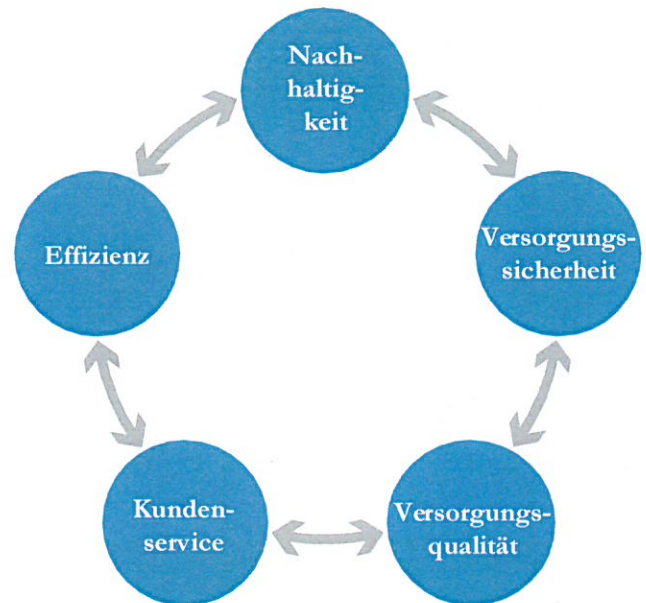 Nach-
haltig-
keit
Versorgungs-
sicherheit
Versorgungs-
qualität
Kunden-
service
Effizienz